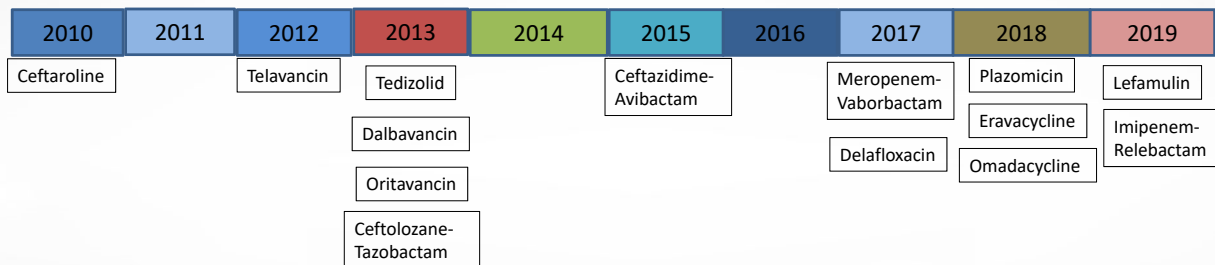 2010 2011 2012 2013 2014 2015 2016 2017 2018 2019
Ceftaroline
Telavancin
Tedizolid
Dalbavancin
Oritavancin
Ceftolozane-
Tazobactam
Ceftazidime-
Avibactam
Meropenem-
Vaborbactam
Delafloxacin
Plazomicin
Eravacycline
Omadacycline
Lefamulin
Imipenem-
Relebactam